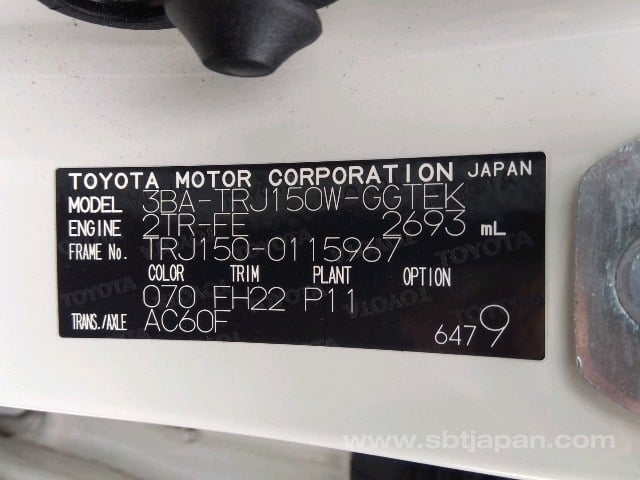 TOYOTA MOTOR CORPORATION JAPAN
MODEL 3BA-TRJ150W-GGTEK
ENGINE 2TR-FE 2693 mL
FRAME No. TRJ150-0115967
COLOR TRIM PLANT OPTION
070 FH22 P11
TRANS./AXLE AC60F
6479
www.sbtjapan.com